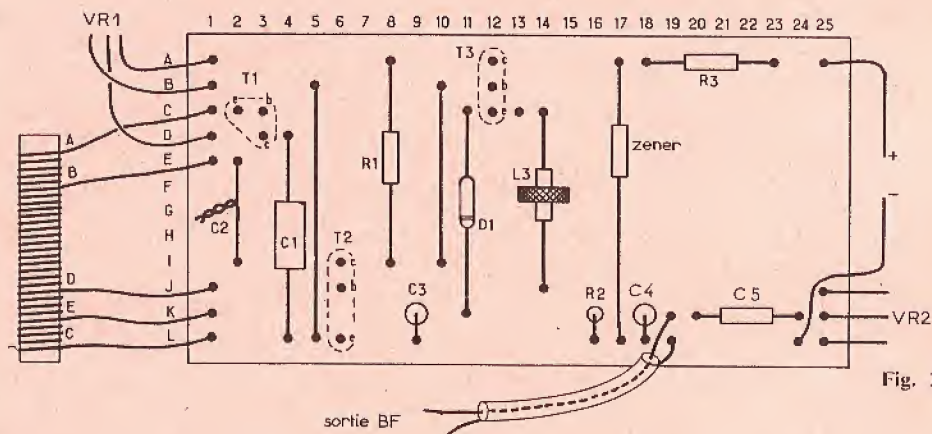 VR1
1 2 3 4 5 6 7 8 9 10 11 12 13 14 15 16 17 18 19 20 21 22 23 24 25
A
B
C
D
E
F
G
H
I
J
K
L
T1
e b
c
T3
c
b
e
R3
A
B
D
E
C
R1
zener
L3
+
–
C2
C1
D1
T2
c
b
e
C3
R2
C4
C5
VR2
Fig.
sortie BF